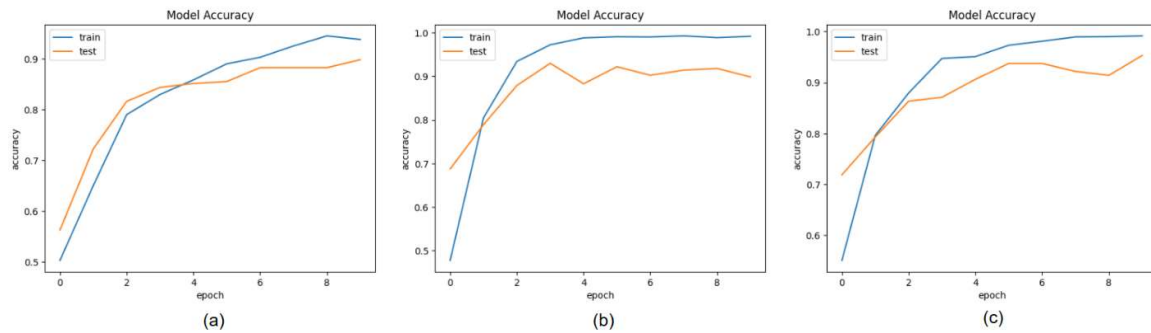 Model Accuracy
train
test
0.9
0.8
0.7
0.6
0.5
accuracy
0 2 4 6 8
epoch
(a)
Model Accuracy
train
test
1.0
0.9
0.8
0.7
0.6
0.5
accuracy
0 2 4 6 8
epoch
(b)
Model Accuracy
train
test
1.0
0.9
0.8
0.7
0.6
accuracy
0 2 4 6 8
epoch
(c)